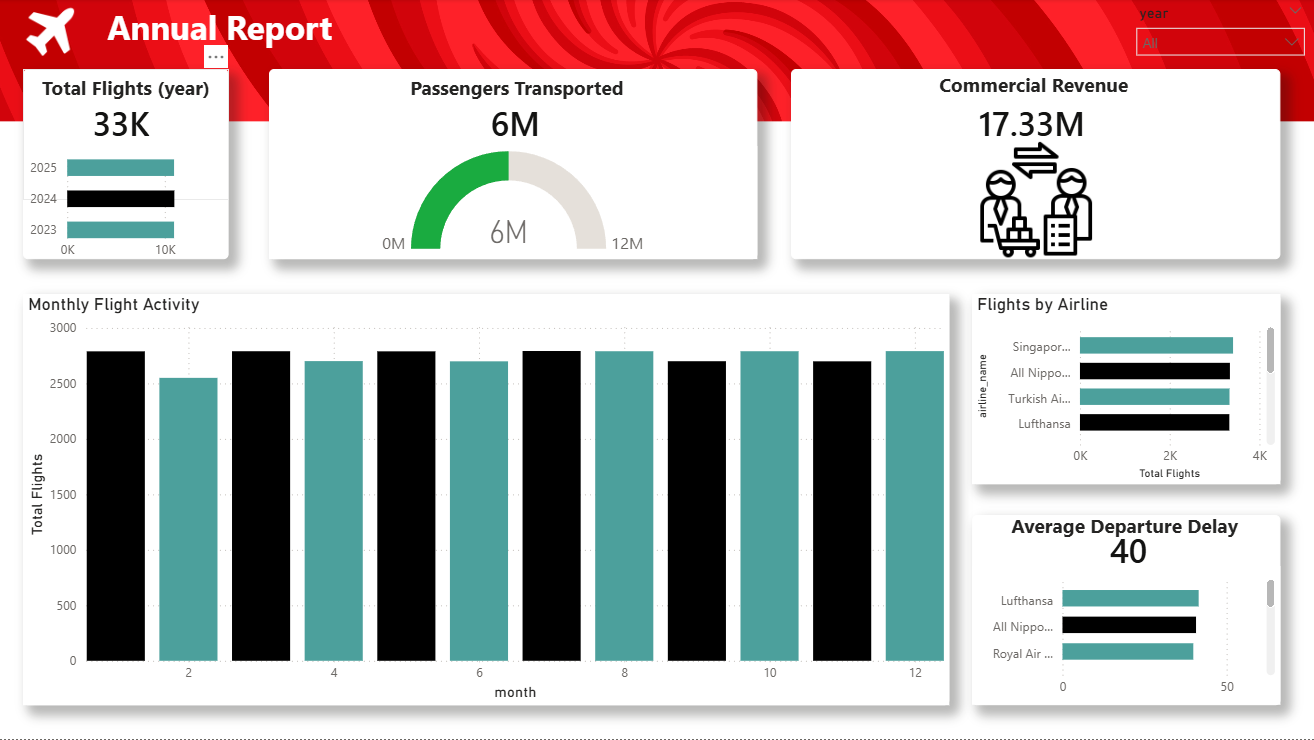 Annual Report
year
All
...
Total Flights (year)
33K
2025
2024
2023
0K 10K
Passengers Transported
6M
6M
0M 12M
Commercial Revenue
17.33M
Monthly Flight Activity
Total Flights
3000
2500
2000
1500
1000
500
0
2 4 6 8 10 12
month
Flights by Airline
airline_name
Singapor...
All Nippo...
Turkish Ai...
Lufthansa
0K 2K 4K
Total Flights
Average Departure Delay
40
Lufthansa
All Nippo...
Royal Air ...
0 50